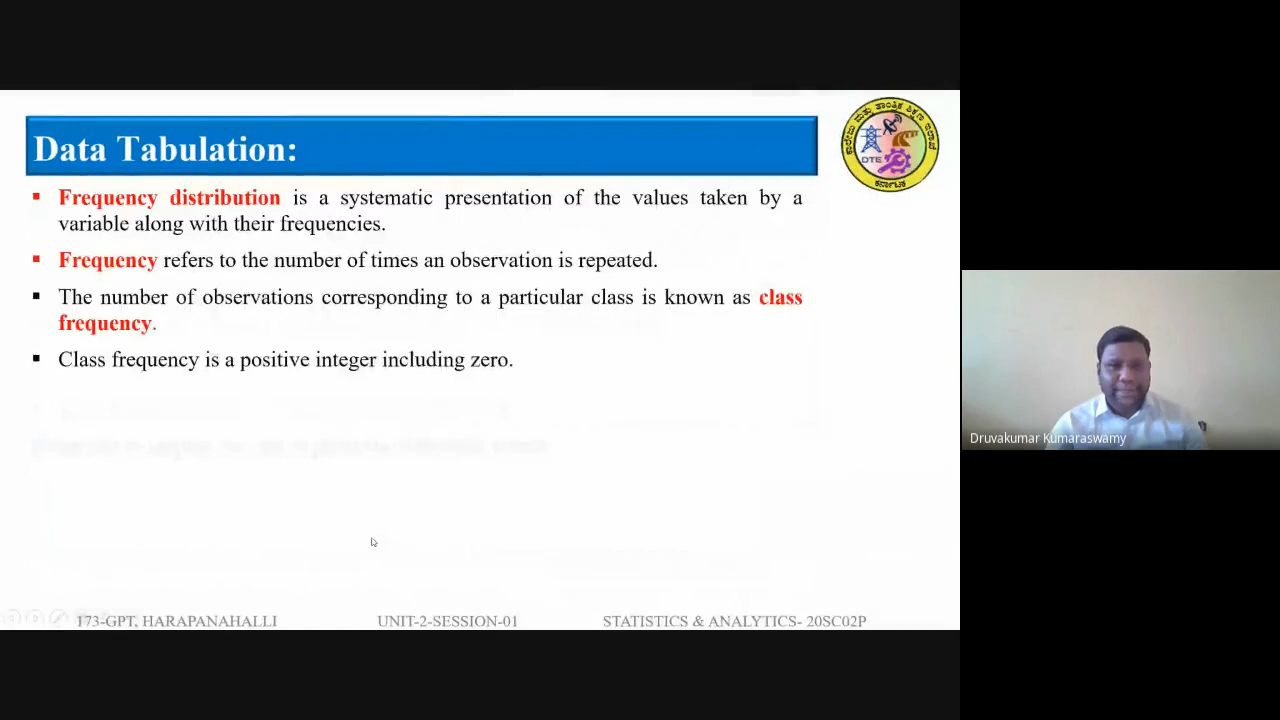 Data Tabulation:
▪ Frequency distribution is a systematic presentation of the values taken by a
variable along with their frequencies.
▪ Frequency refers to the number of times an observation is repeated.
▪ The number of observations corresponding to a particular class is known as class
frequency.
▪ Class frequency is a positive integer including zero.
173-GPT, HARAPANAHALLI UNIT-2-SESSION-01 STATISTICS & ANALYTICS- 20SC02P
DTE
ಕರ್ನಾಟಕ
Druvakumar Kumaraswamy